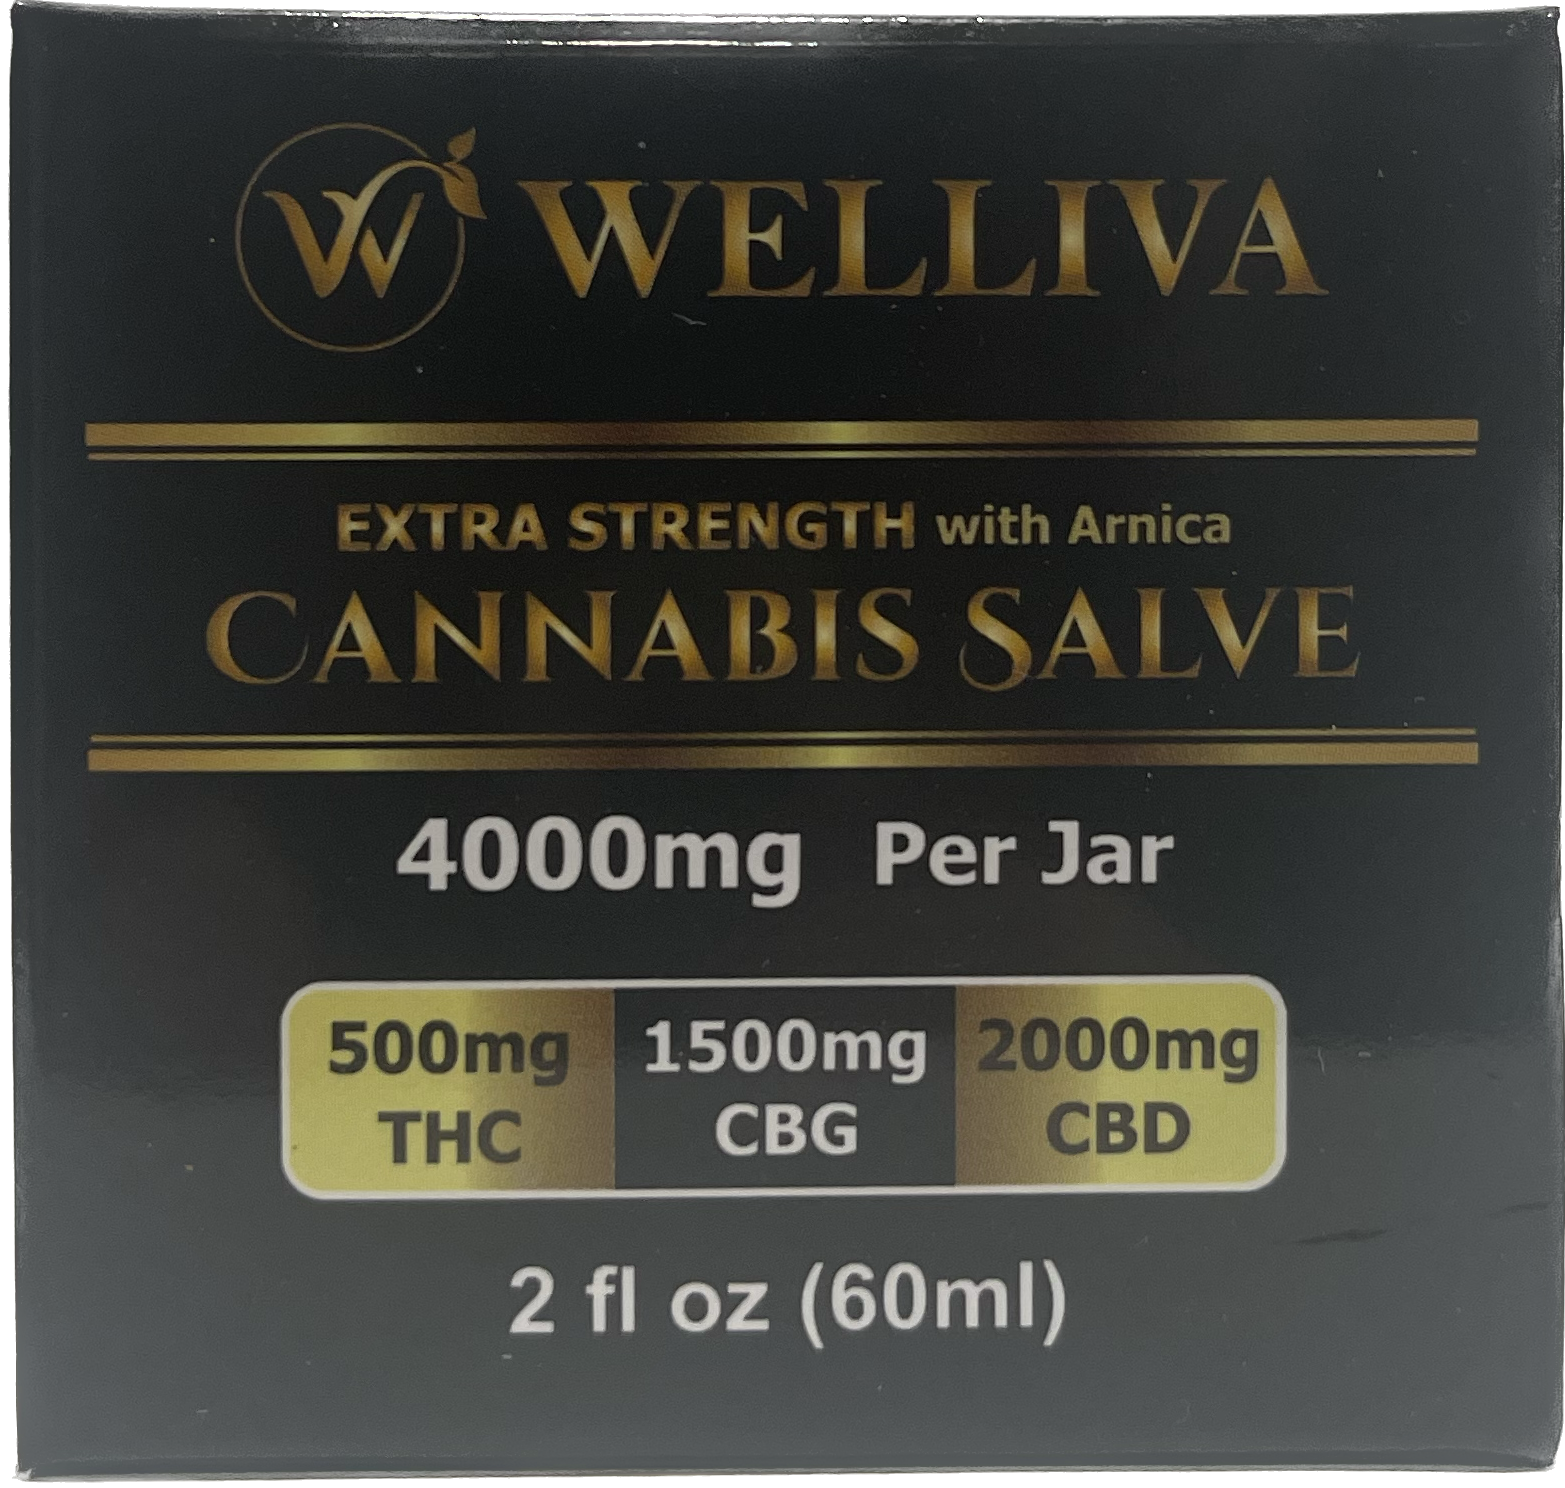 W WELLIVA
EXTRA STRENGTH with Arnica
CANNABIS SALVE
4000mg Per Jar
500mg 1500mg 2000mg
THC CBG CBD
2 fl oz (60ml)